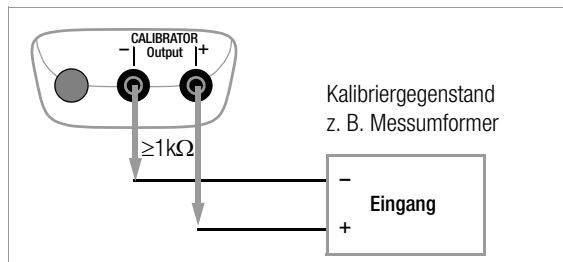 CALIBRATOR
– Output +
Kalibriergegenstand
z. B. Messumformer
≥1kΩ
–
Eingang
+